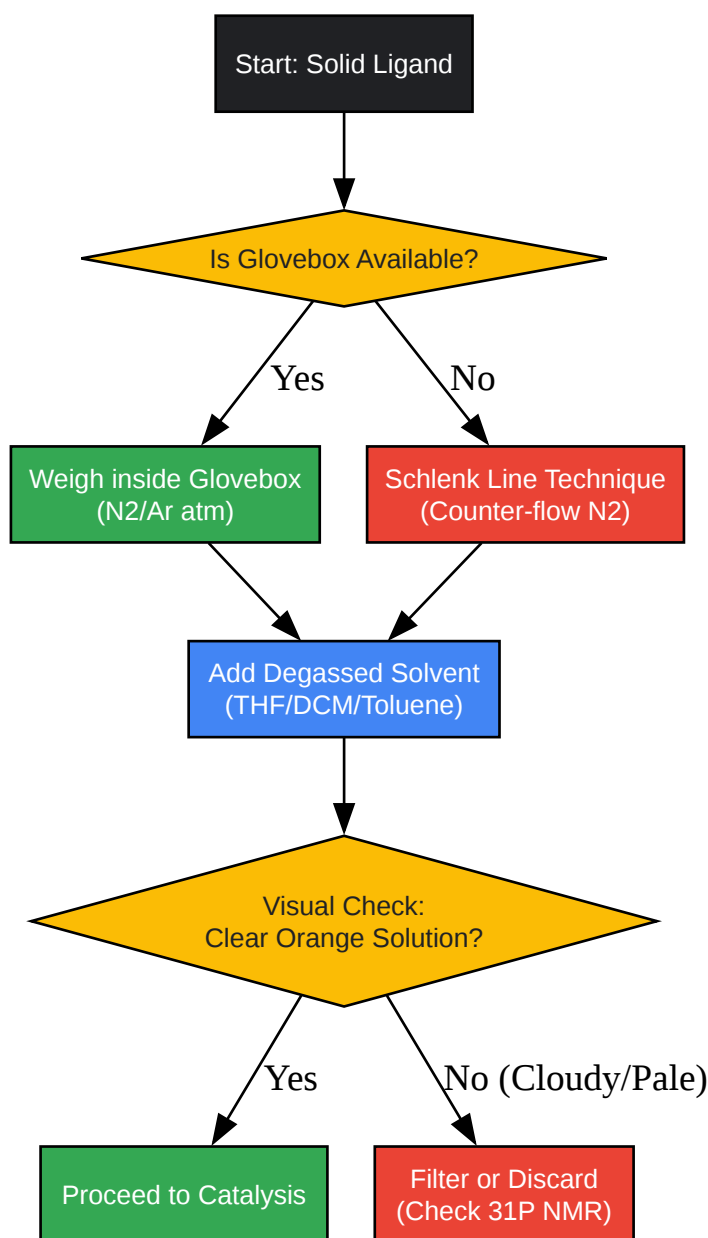 Start: Solid Ligand
Is Glovebox Available?
Yes
No
Weigh inside Glovebox
(N2/Ar atm)
Schlenk Line Technique
(Counter-flow N2)
Add Degassed Solvent
(THF/DCM/Toluene)
Visual Check:
Clear Orange Solution?
Yes
No (Cloudy/Pale)
Proceed to Catalysis
Filter or Discard
(Check 31P NMR)